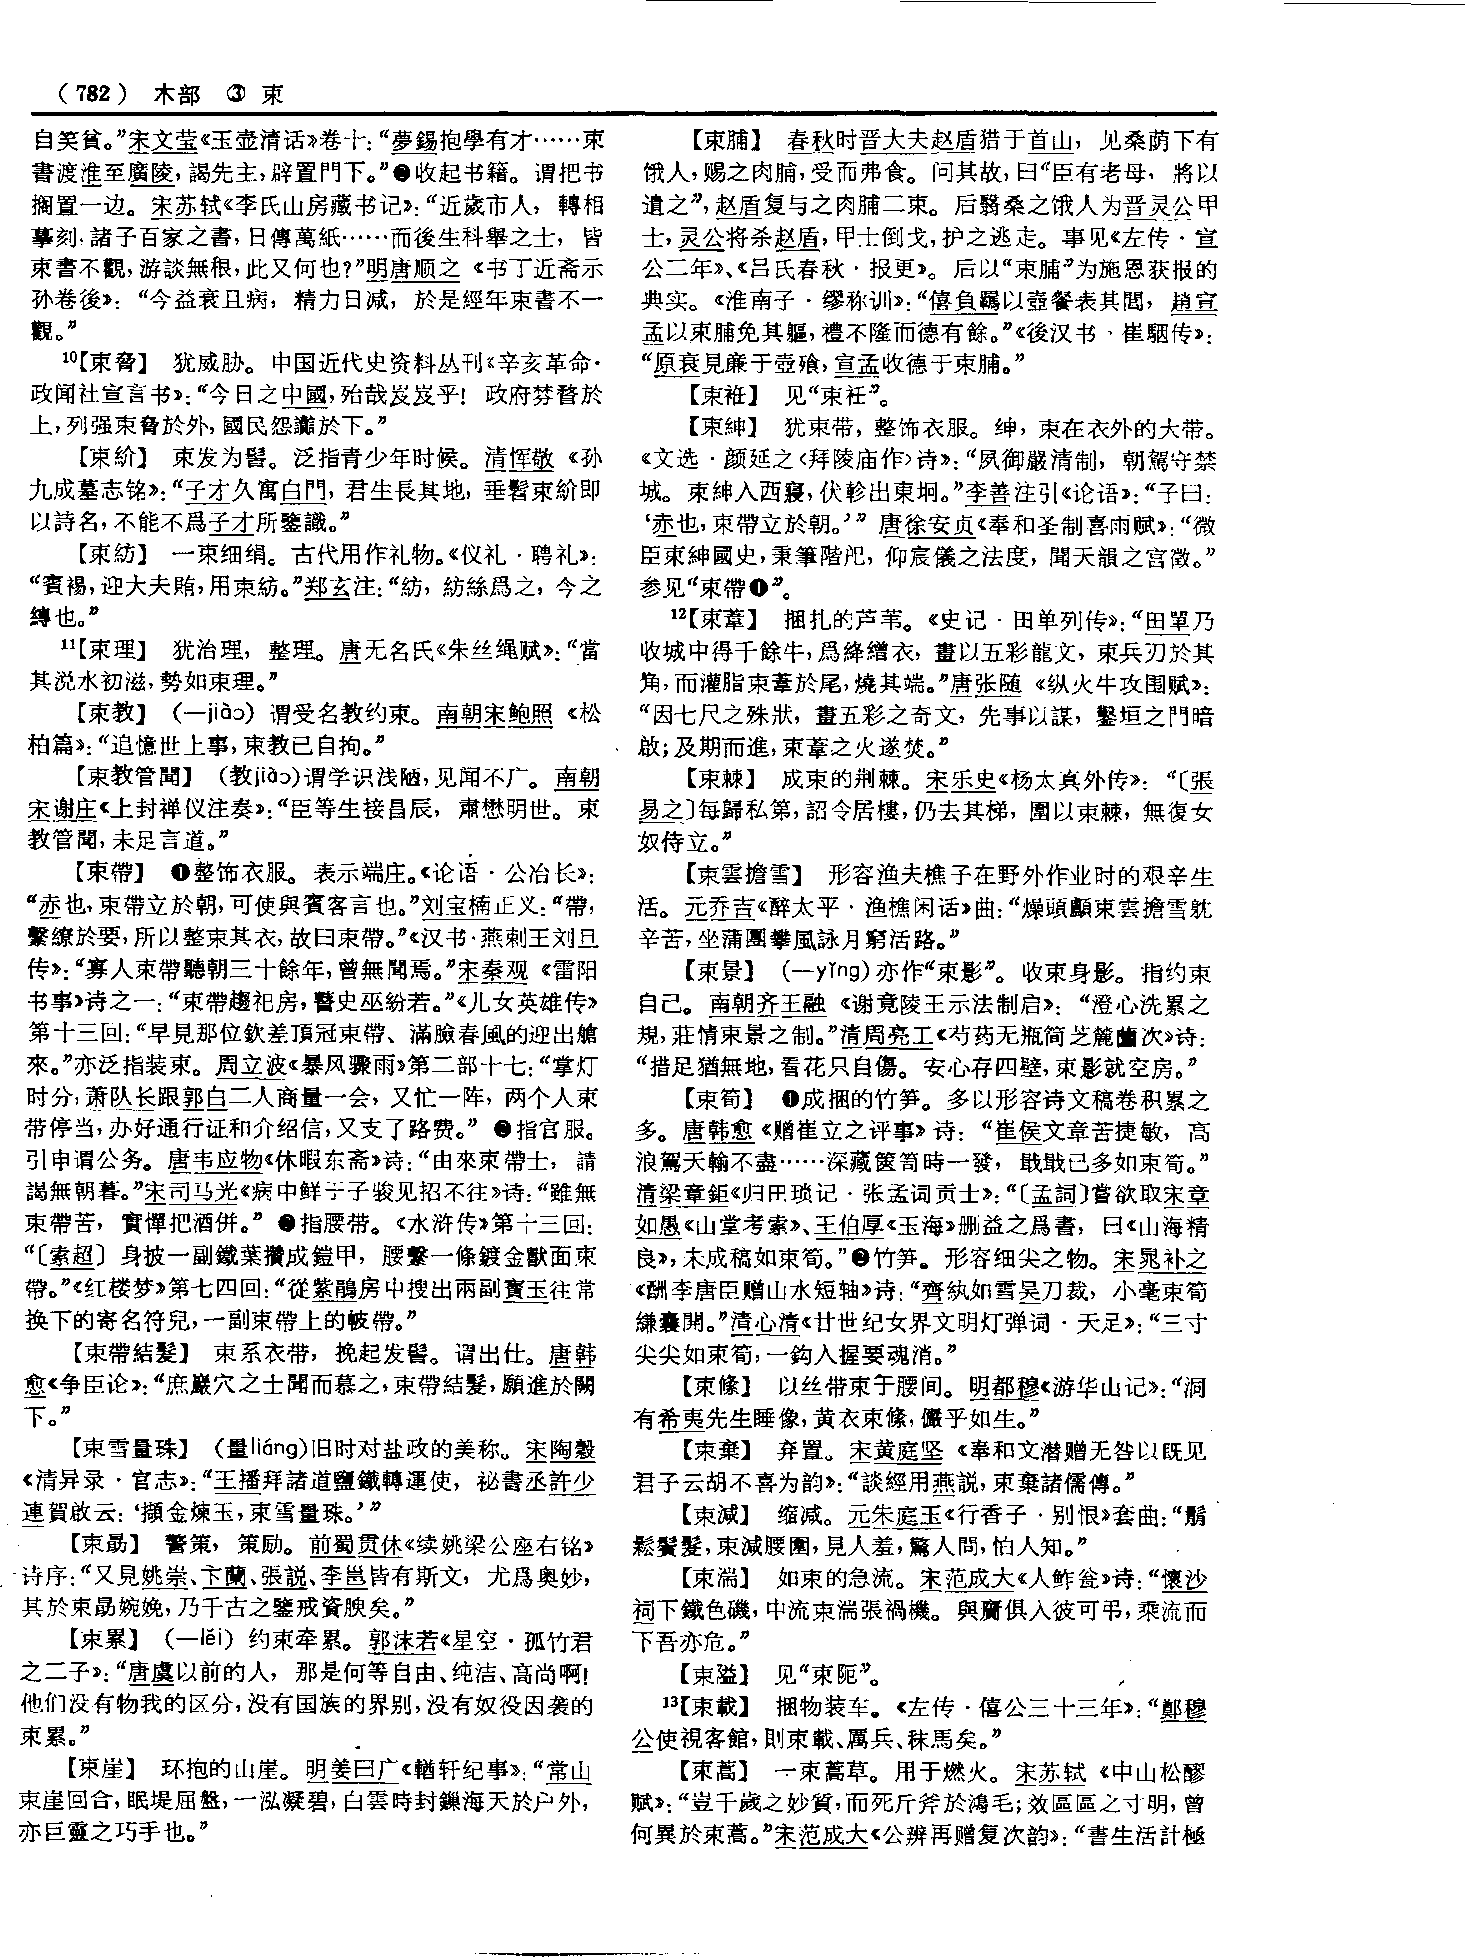 （782） 木部 ③ 束
自笑貧。”宋文莹《玉壶清话》卷十：“夢錫抱學有才……束
書渡淮至廣陵，謁先主，辟置門下。”❷收起书籍。谓把书
搁置一边。宋苏轼《李氏山房藏书记》：“近歲市人，轉相
摹刻，諸子百家之書，日傳萬紙……而後生科舉之士，皆
束書不觀，游談無根，此又何也？”明唐顺之《书丁近斋示
孙卷後》：“今益衰且病，精力日减，於是經年束書不一
觀。”
10【束脅】 犹威胁。中国近代史资料丛刊《辛亥革命·
政闻社宣言书》：“今日之中國，殆哉岌岌乎！政府棼瞀於
上，列强束脅於外，國民怨讟於下。”
【束紒】 束发为髻。泛指青少年时候。清恽敬《孙
九成墓志铭》：“子才久寓白門，君生長其地，垂髫束紒即
以詩名，不能不爲子才所鑒識。”
【束紡】 一束细绢。古代用作礼物。《仪礼·聘礼》：
“賓裼，迎大夫賄，用束紡。”郑玄注：“紡，紡絲爲之，今之
縳也。”
11【束理】 犹治理，整理。唐无名氏《朱丝绳赋》：“當
其涚水初滋，勢如束理。”
【束教】 （—jiào）谓受名教约束。南朝宋鲍照《松
柏篇》：“追憶世上事，束教已自拘。”
【束教管聞】 （教jiào）谓学识浅陋，见闻不广。南朝
宋谢庄《上封禅仪注奏》：“臣等生接昌辰，肅懋明世。束
教管聞，未足言道。”
【束帶】 ❶整饰衣服。表示端庄。《论语·公冶长》：
“赤也，束帶立於朝，可使與賓客言也。”刘宝楠正义：“帶，
繫繚於要，所以整束其衣，故曰束帶。”《汉书·燕剌王刘旦
传》：“寡人束帶聽朝三十餘年，曾無聞焉。”宋秦观《雷阳
书事》诗之一：“束帶趨祀房，瞽史巫紛若。”《儿女英雄传》
第十三回：“早見那位欽差頂冠束帶、滿臉春風的迎出艙
來。”亦泛指装束。周立波《暴风骤雨》第二部十七：“掌灯
时分，萧队长跟郭白二人商量一会，又忙一阵，两个人束
带停当，办好通行证和介绍信，又支了路费。” ❷指官服。
引申谓公务。唐韦应物《休暇东斋》诗：“由來束帶士，請
謁無朝暮。”宋司马光《病中鲜于子骏见招不往》诗：“雖無
束帶苦，實憚把酒併。” ❸指腰带。《水浒传》第十三回：
“〔索超〕身披一副鐵葉攢成鎧甲，腰繫一條鍍金獸面束
帶。”《红楼梦》第七四回：“從紫鵑房中搜出兩副寳玉往常
换下的寄名符兒，一副束帶上的帔帶。”
【束帶結髮】 束系衣带，挽起发髻。谓出仕。唐韩
愈《争臣论》：“庶巖穴之士聞而慕之，束帶結髮，願進於闕
下。”
【束雪量珠】 （量liáng）旧时对盐政的美称。宋陶穀
《清异录·官志》：“王播拜諸道鹽鐵轉運使，祕書丞許少
連賀啟云：‘擷金煉玉，束雪量珠。’”
【束勗】 警策，策励。前蜀贯休《续姚梁公座右铭》
诗序：“又見姚崇、卞蘭、張説、李邕皆有斯文，尤爲奥妙，
其於束勗婉娩，乃千古之鑒戒資腴矣。”
【束累】 （—lěi）约束牵累。郭沫若《星空·孤竹君
之二子》：“唐虞以前的人，那是何等自由、纯洁、高尚啊！
他们没有物我的区分，没有国族的界别，没有奴役因袭的
束累。”
【束崖】 环抱的山崖。明姜曰广《輶轩纪事》：“常山
束崖回合，眠堤屈盤，一泓凝碧，白雲時封鎖海天於户外，
亦巨靈之巧手也。”
【束脯】 春秋时晋大夫赵盾猎于首山，见桑荫下有
饿人，赐之肉脯，受而弗食。问其故，曰“臣有老母，將以
遺之”，赵盾复与之肉脯二束。后翳桑之饿人为晋灵公甲
士，灵公将杀赵盾，甲士倒戈，护之逃走。事见《左传·宣
公二年》、《吕氏春秋·报更》。后以“束脯”为施恩获报的
典实。《淮南子·缪称训》：“僖負羈以壺餐表其閭，趙宣
孟以束脯免其軀，禮不隆而德有餘。”《後汉书·崔駰传》：
“原衰見廉于壺飱，宣孟收德于束脯。”
【束袵】 见“束衽”。
【束紳】 犹束带，整饰衣服。绅，束在衣外的大带。
《文选·颜延之〈拜陵庙作〉诗》：“夙御嚴清制，朝駕守禁
城。束紳入西寢，伏軫出東坰。”李善注引《论语》：“子曰：
‘赤也，束帶立於朝。’” 唐徐安贞《奉和圣制喜雨赋》：“微
臣束紳國史，秉筆階戺，仰宸儀之法度，聞天韻之宫徵。”
参见“束帶❶”。
12【束葦】 捆扎的芦苇。《史记·田单列传》：“田單乃
收城中得千餘牛，爲絳繒衣，畫以五彩龍文，束兵刃於其
角，而灌脂束葦於尾，燒其端。”唐张随《纵火牛攻围赋》：
“因七尺之殊狀，畫五彩之奇文，先事以謀，鑿垣之門暗
啟；及期而進，束葦之火遂焚。”
【束棘】 成束的荆棘。宋乐史《杨太真外传》：“〔張
易之〕每歸私第，詔令居樓，仍去其梯，圍以束棘，無復女
奴侍立。”
【束雲擔雪】 形容渔夫樵子在野外作业时的艰辛生
活。元乔吉《醉太平·渔樵闲话》曲：“燥頭顱束雲擔雪躭
辛苦，坐蒲團攀風詠月窮活路。”
【束景】 （—yǐng）亦作“束影”。收束身影。指约束
自己。南朝齐王融《谢竟陵王示法制启》：“澄心洗累之
規，莊情束景之制。”清周亮工《芍药无瓶简芝麓蘭次》诗：
“措足猶無地，看花只自傷。安心存四壁，束影就空房。”
【束筍】 ❶成捆的竹笋。多以形容诗文稿卷积累之
多。唐韩愈《赠崔立之评事》诗：“崔侯文章苦捷敏，高
浪駕天輸不盡……深藏篋笥時一發，戢戢已多如束筍。”
清梁章鉅《归田琐记·张孟词贡士》：“〔孟詞〕嘗欲取宋章
如愚《山堂考索》、王伯厚《玉海》删益之爲書，曰《山海精
良》，未成稿如束筍。”❷竹笋。形容细尖之物。宋晁补之
《酬李唐臣赠山水短轴》诗：“齊紈如雪吴刀裁，小毫束筍
縑囊開。”清心清《廿世纪女界文明灯弹词·天足》：“三寸
尖尖如束筍，一鈎入握要魂消。”
【束縧】 以丝带束于腰间。明都穆《游华山记》：“洞
有希夷先生睡像，黄衣束縧，儼乎如生。”
【束棄】 弃置。宋黄庭坚《奉和文潜赠无咎以既见
君子云胡不喜为韵》：“談經用燕説，束棄諸儒傳。”
【束減】 缩减。元朱庭玉《行香子·别恨》套曲：“鬅
鬆鬢髮，束減腰圍，見人羞，驚人問，怕人知。”
【束湍】 如束的急流。宋范成大《人鲊瓮》诗：“懷沙
祠下鐵色磯，中流束湍張禍機。與齎俱入彼可弔，乘流而
下吾亦危。”
【束隘】 见“束阨”。
13【束載】 捆物装车。《左传·僖公三十三年》：“鄭穆
公使視客館，則束載、厲兵、秣馬矣。”
【束蒿】 一束蒿草。用于燃火。宋苏轼《中山松醪
赋》：“豈千歲之妙質，而死斤斧於鴻毛；效區區之寸明，曾
何異於束蒿。”宋范成大《公辨再赠复次韵》：“書生活計極